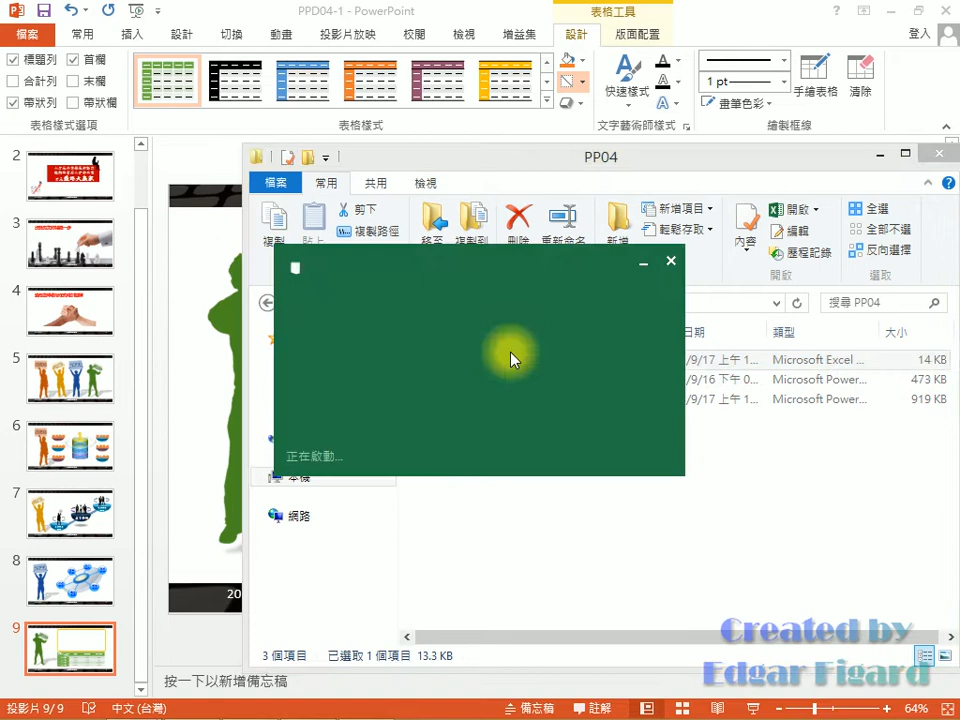 PPD04-1 - PowerPoint
表格工具
登入
檔案 常用 插入 設計 切換 動畫 投影片放映 校閱 檢視 增益集 設計 版面配置
標題列 首欄
合計列 末欄
帶狀列 帶狀欄
表格樣式選項
表格樣式
快速樣式
文字藝術師樣式
1 pt
畫筆色彩
手繪表格
清除
繪製框線
PP04
檔案 常用 共用 檢視
複製
貼上
剪下
複製路徑
移至
複製到
刪除
重新命名
新增
新增項目
輕鬆存取
內容
開啟
編輯
歷程記錄
開啟
全選
全部不選
反向選擇
選取
搜尋 PP04
日期 類型 大小
/9/17 上午 1... Microsoft Excel ... 14 KB
/9/16 下午 0... Microsoft Power... 473 KB
/9/17 上午 1... Microsoft Power... 919 KB
正在啟動...
本機
網路
3 個項目 已選取 1 個項目 13.3 KB
2
3
4
5
6
7
8
9
20
Created by
Edgar Figard
按一下以新增備忘稿
投影片 9/ 9 中文 (台灣) 備忘稿 註解 64%